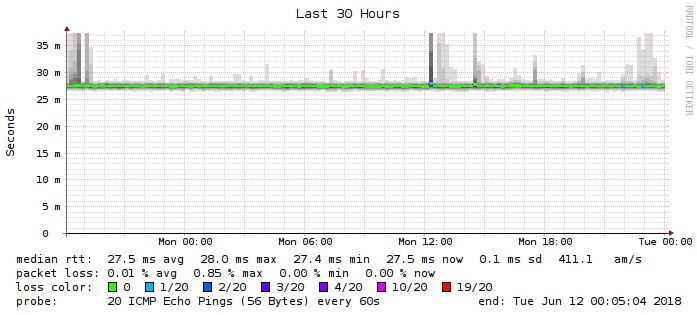 Last 30 Hours
RRDTOOL / TOBI OETIKER
Seconds
35 m
30 m
25 m
20 m
15 m
10 m
5 m
0
Mon 00:00 Mon 06:00 Mon 12:00 Mon 18:00 Tue 00:00
median rtt: 27.5 ms avg 28.0 ms max 27.4 ms min 27.5 ms now 0.1 ms sd 411.1 am/s
packet loss: 0.01 % avg 0.85 % max 0.00 % min 0.00 % now
loss color: 0 1/20 2/20 3/20 4/20 10/20 19/20
probe: 20 ICMP Echo Pings (56 Bytes) every 60s end: Tue Jun 12 00:05:04 2018